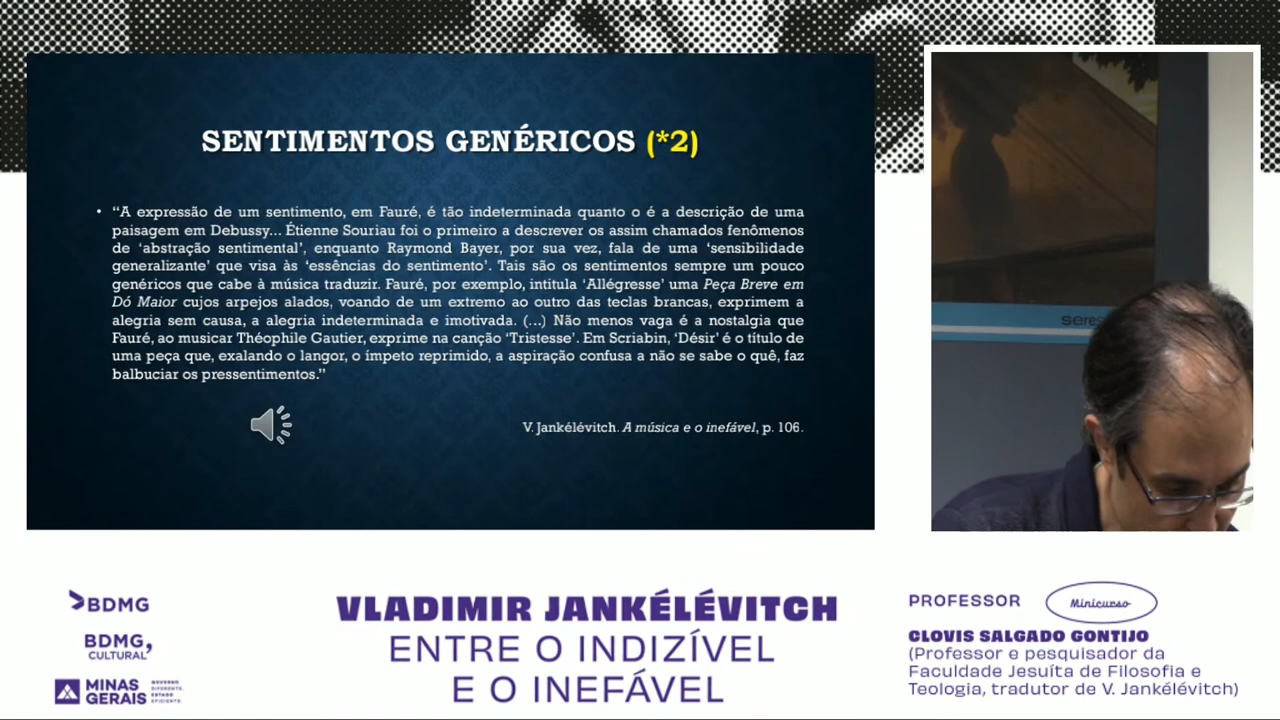 SENTIMENTOS GENÉRICOS (*2)
• “A expressão de um sentimento, em Fauré, é tão indeterminada quanto o é a descrição de uma
paisagem em Debussy... Étienne Souriau foi o primeiro a descrever os assim chamados fenômenos
de ‘abstração sentimental’, enquanto Raymond Bayer, por sua vez, fala de uma ‘sensibilidade
generalizante’ que visa às ‘essências do sentimento’. Tais são os sentimentos sempre um pouco
genéricos que cabe à música traduzir. Fauré, por exemplo, intitula ‘Allégresse’ uma Peça Breve em
Dó Maior cujos arpejos alados, voando de um extremo ao outro das teclas brancas, exprimem a
alegria sem causa, a alegria indeterminada e imotivada. (...) Não menos vaga é a nostalgia que
Fauré, ao musicar Théophile Gautier, exprime na canção ‘Tristesse’. Em Scriabin, ‘Désir’ é o título de
uma peça que, exalando o langor, o ímpeto reprimido, a aspiração confusa a não se sabe o quê, faz
balbuciar os pressentimentos.”
V. Jankélévitch. A música e o inefável, p. 106.
BDMG
BDMG,
CULTURAL
MINAS
GERAIS
GOVERNO
DIFERENTE.
ESTADO
EFICIENTE.
VLADIMIR JANKÉLÉVITCH
ENTRE O INDIZÍVEL
E O INEFÁVEL
PROFESSOR
Minicurso
CLOVIS SALGADO GONTIJO
(Professor e pesquisador da
Faculdade Jesuíta de Filosofia e
Teologia, tradutor de V. Jankélévitch)